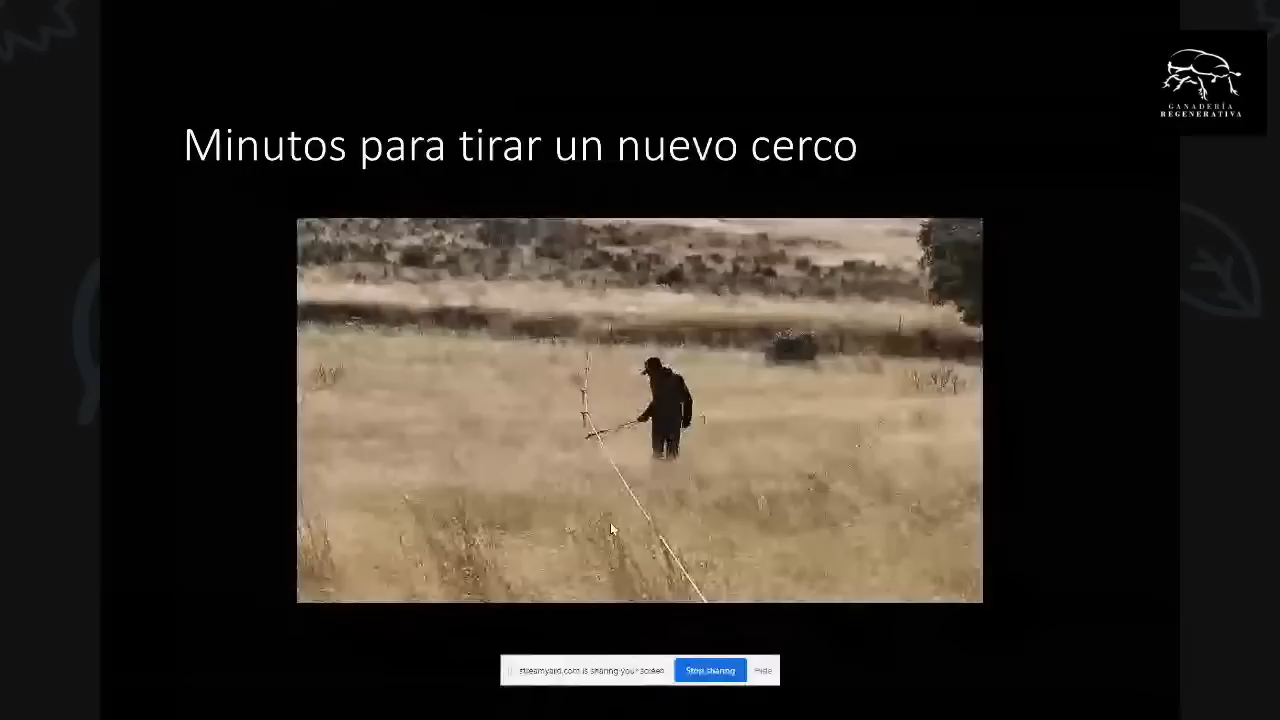 GANADERÍA
REGENERATIVA
Minutos para tirar un nuevo cerco
streamyard.com is sharing your screen
Stop sharing
Hide